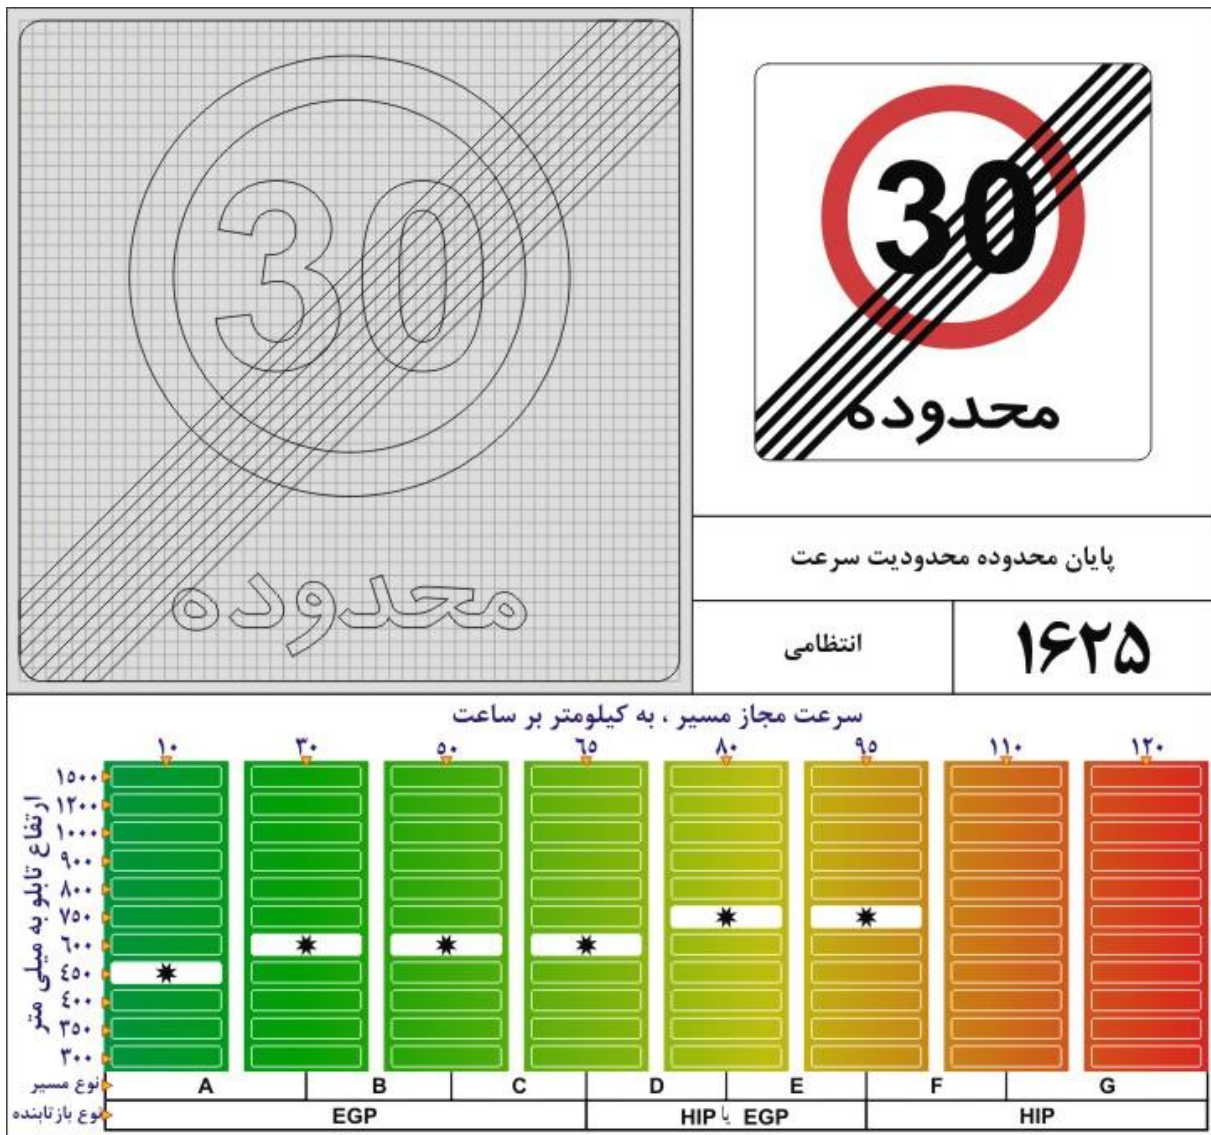 30
محدوده
30
محدوده
پایان محدوده محدودیت سرعت
انتظامی
۱۶۲۵
سرعت مجاز مسیر ، به کیلومتر بر ساعت
۱۰ ۳۰ ۵۰ ۶۵ ۸۰ ۹۵ ۱۱۰ ۱۲۰
ارتفاع تابلو به میلی متر
۱۵۰۰
۱۲۰۰
۱۰۰۰
۹۰۰
۸۰۰
۷۵۰
۶۰۰
۴۵۰
۴۰۰
۳۵۰
۳۰۰
نوع مسیر A B C D E F G
نوع بازتابنده EGP HIP یا EGP HIP